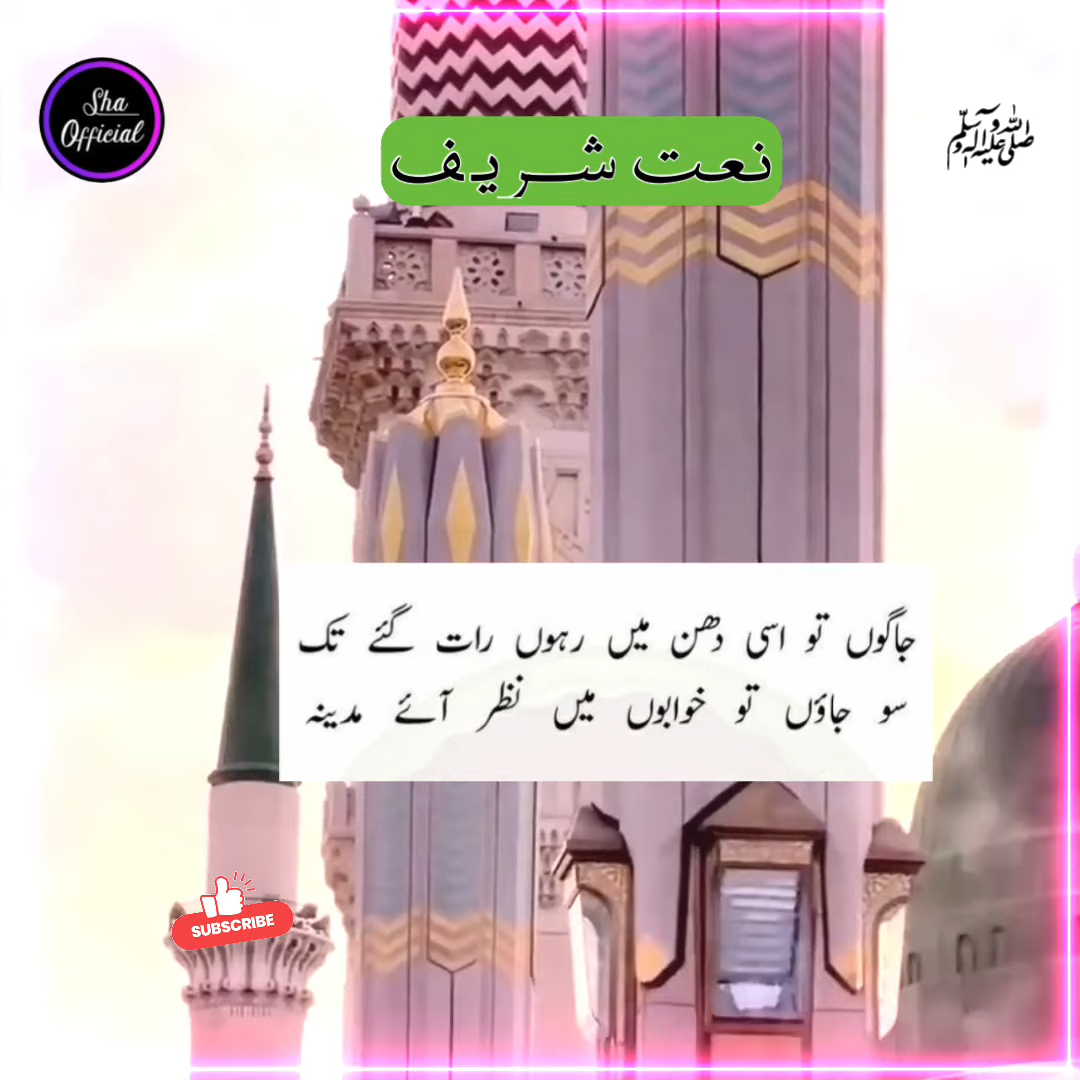 Sha
Official
نعت شریف
صلی اللہ علیہ وآلہ وسلم
جاگوں تو اسی دھن میں رہوں رات گئے تک
سو جاؤں تو خوابوں میں نظر آئے مدینہ
SUBSCRIBE